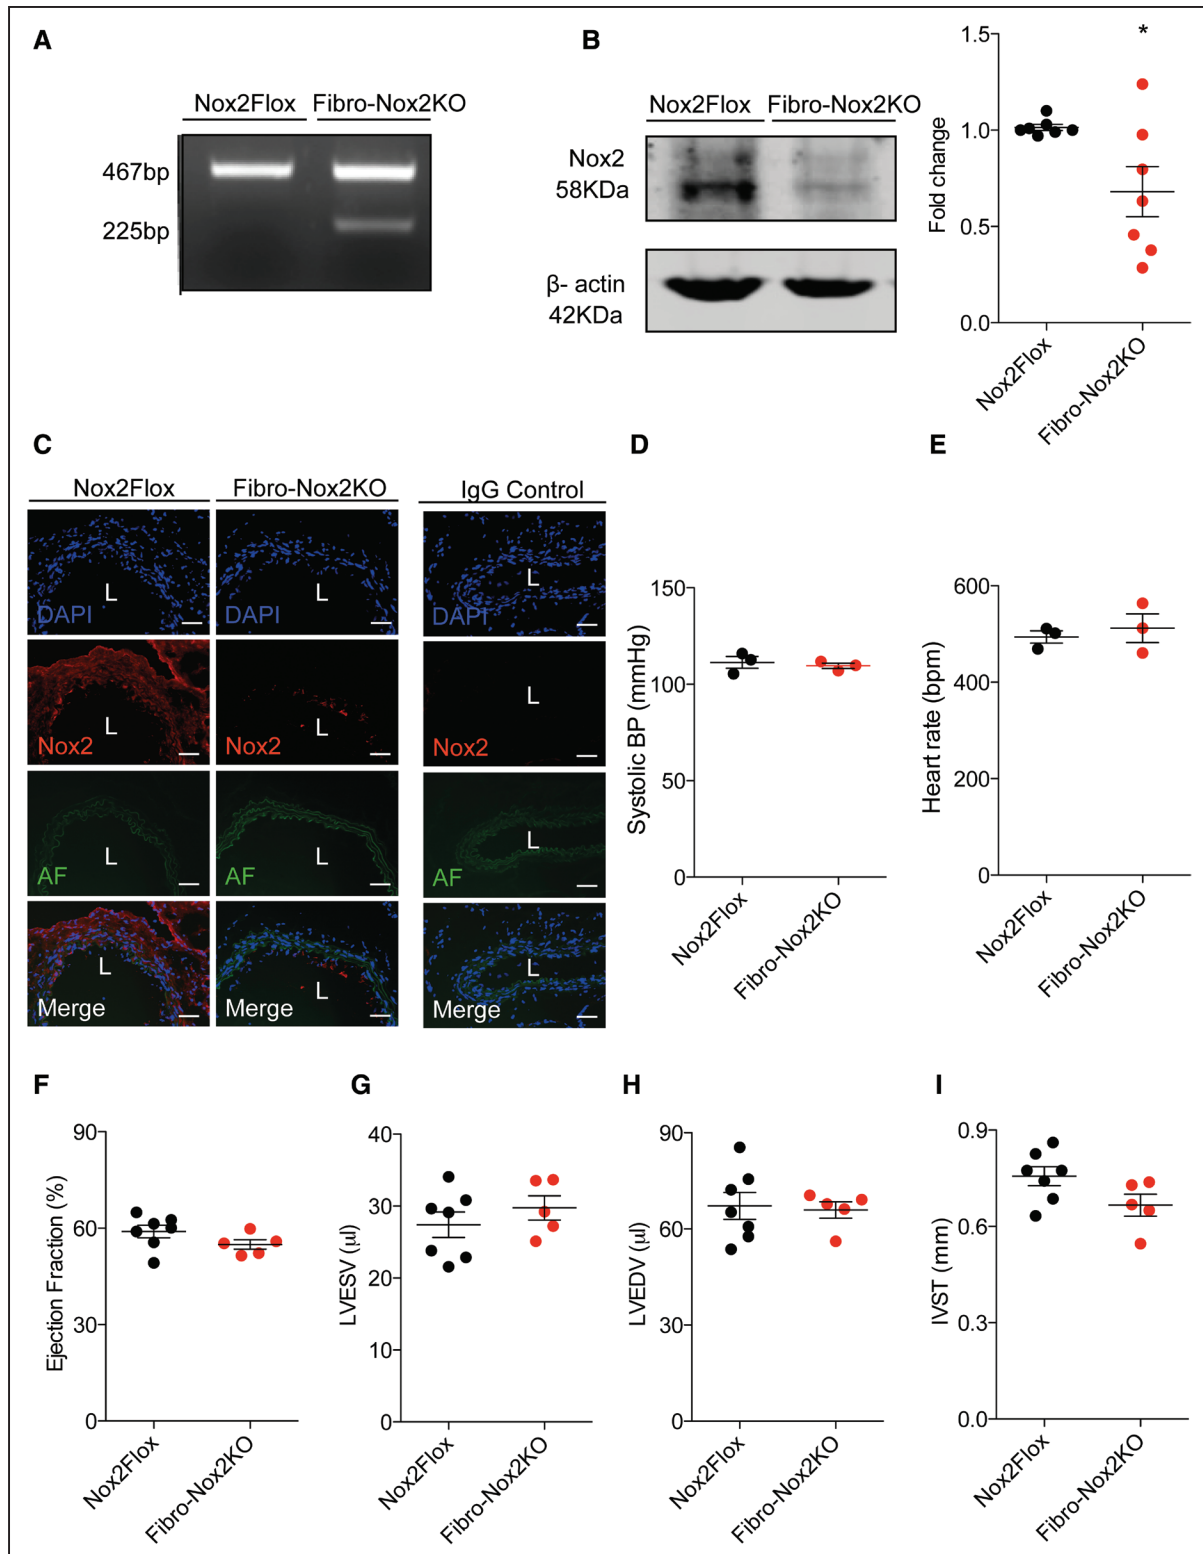 A
Nox2Flox Fibro-Nox2KO
467bp
225bp
B
Nox2Flox Fibro-Nox2KO
Nox2
58KDa
β- actin
42KDa
*
Fold change
1.5
1.0
0.5
0.0
Nox2Flox
Fibro-Nox2KO
C
Nox2Flox Fibro-Nox2KO IgG Control
L L L
DAPI DAPI DAPI
L L L
Nox2 Nox2 Nox2
L L L
AF AF AF
L L L
Merge Merge Merge
D
Systolic BP (mmHg)
150
100
50
0
Nox2Flox
Fibro-Nox2KO
E
Heart rate (bpm)
600
400
200
0
Nox2Flox
Fibro-Nox2KO
F
Ejection Fraction (%)
90
60
30
0
Nox2Flox
Fibro-Nox2KO
G
LVESV (μl)
40
30
20
10
0
Nox2Flox
Fibro-Nox2KO
H
LVEDV (μl)
90
60
30
0
Nox2Flox
Fibro-Nox2KO
I
IVST (mm)
0.9
0.6
0.3
0.0
Nox2Flox
Fibro-Nox2KO